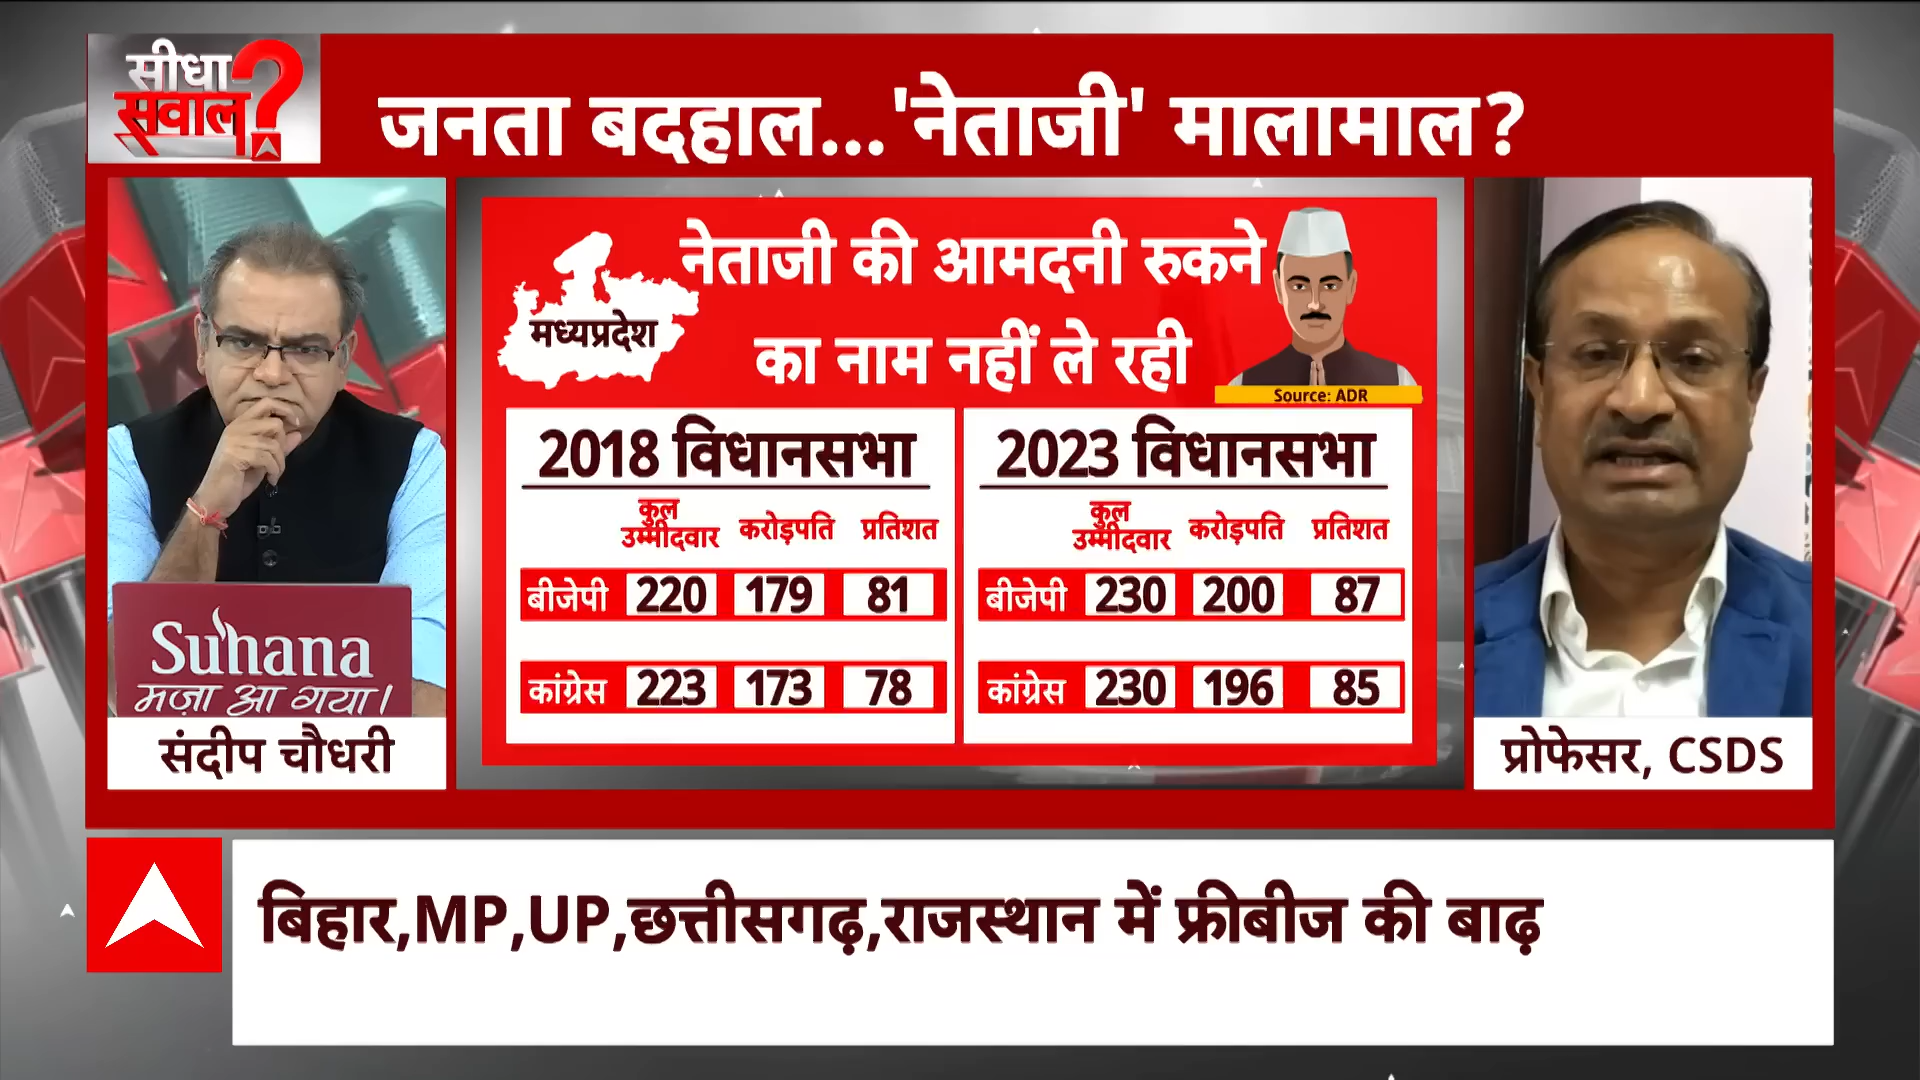 सीधा
सवाल?
जनता बदहाल...'नेताजी' मालामाल?
नेताजी की आमदनी रुकने
का नाम नहीं ले रही
मध्यप्रदेश
Source: ADR
2018 विधानसभा
कुल उम्मीदवार करोड़पति प्रतिशत
बीजेपी 220 179 81
कांग्रेस 223 173 78
2023 विधानसभा
कुल उम्मीदवार करोड़पति प्रतिशत
बीजेपी 230 200 87
कांग्रेस 230 196 85
Suhana
मज़ा आ गया।
संदीप चौधरी
प्रोफेसर, CSDS
बिहार,MP,UP,छत्तीसगढ़,राजस्थान में फ्रीबीज की बाढ़